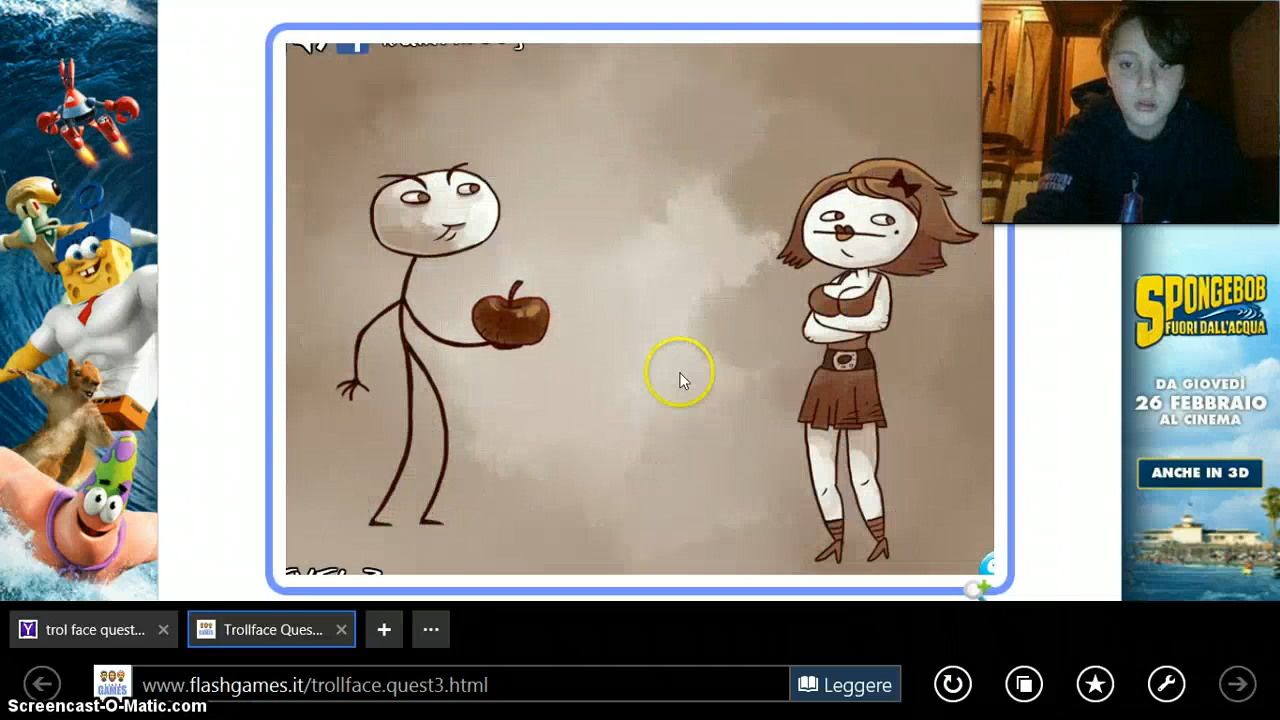 SPONGEBOB
FUORI DALL'ACQUA
DA GIOVEDÌ
26 FEBBRAIO
AL CINEMA
ANCHE IN 3D
trol face quest...
Trollface Ques...
GAMES
www.flashgames.it/trollface.quest3.html
Leggere
Screencast-O-Matic.com